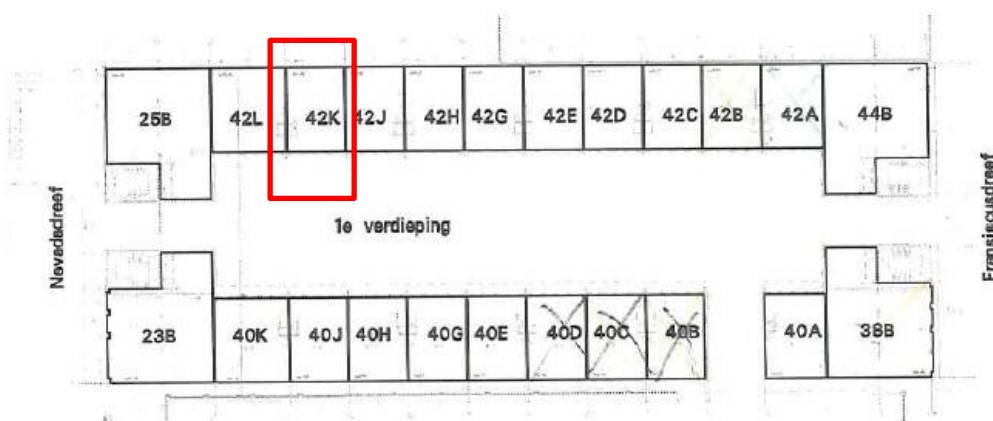 25B 42L 42K 42J 42H 42G 42E 42D 42C 42B 42A 44B
Nevadadreef
1e verdieping
Fransiscusdreef
23B 40K 40J 40H 40G 40E 40D 40C 40B 40A 38B